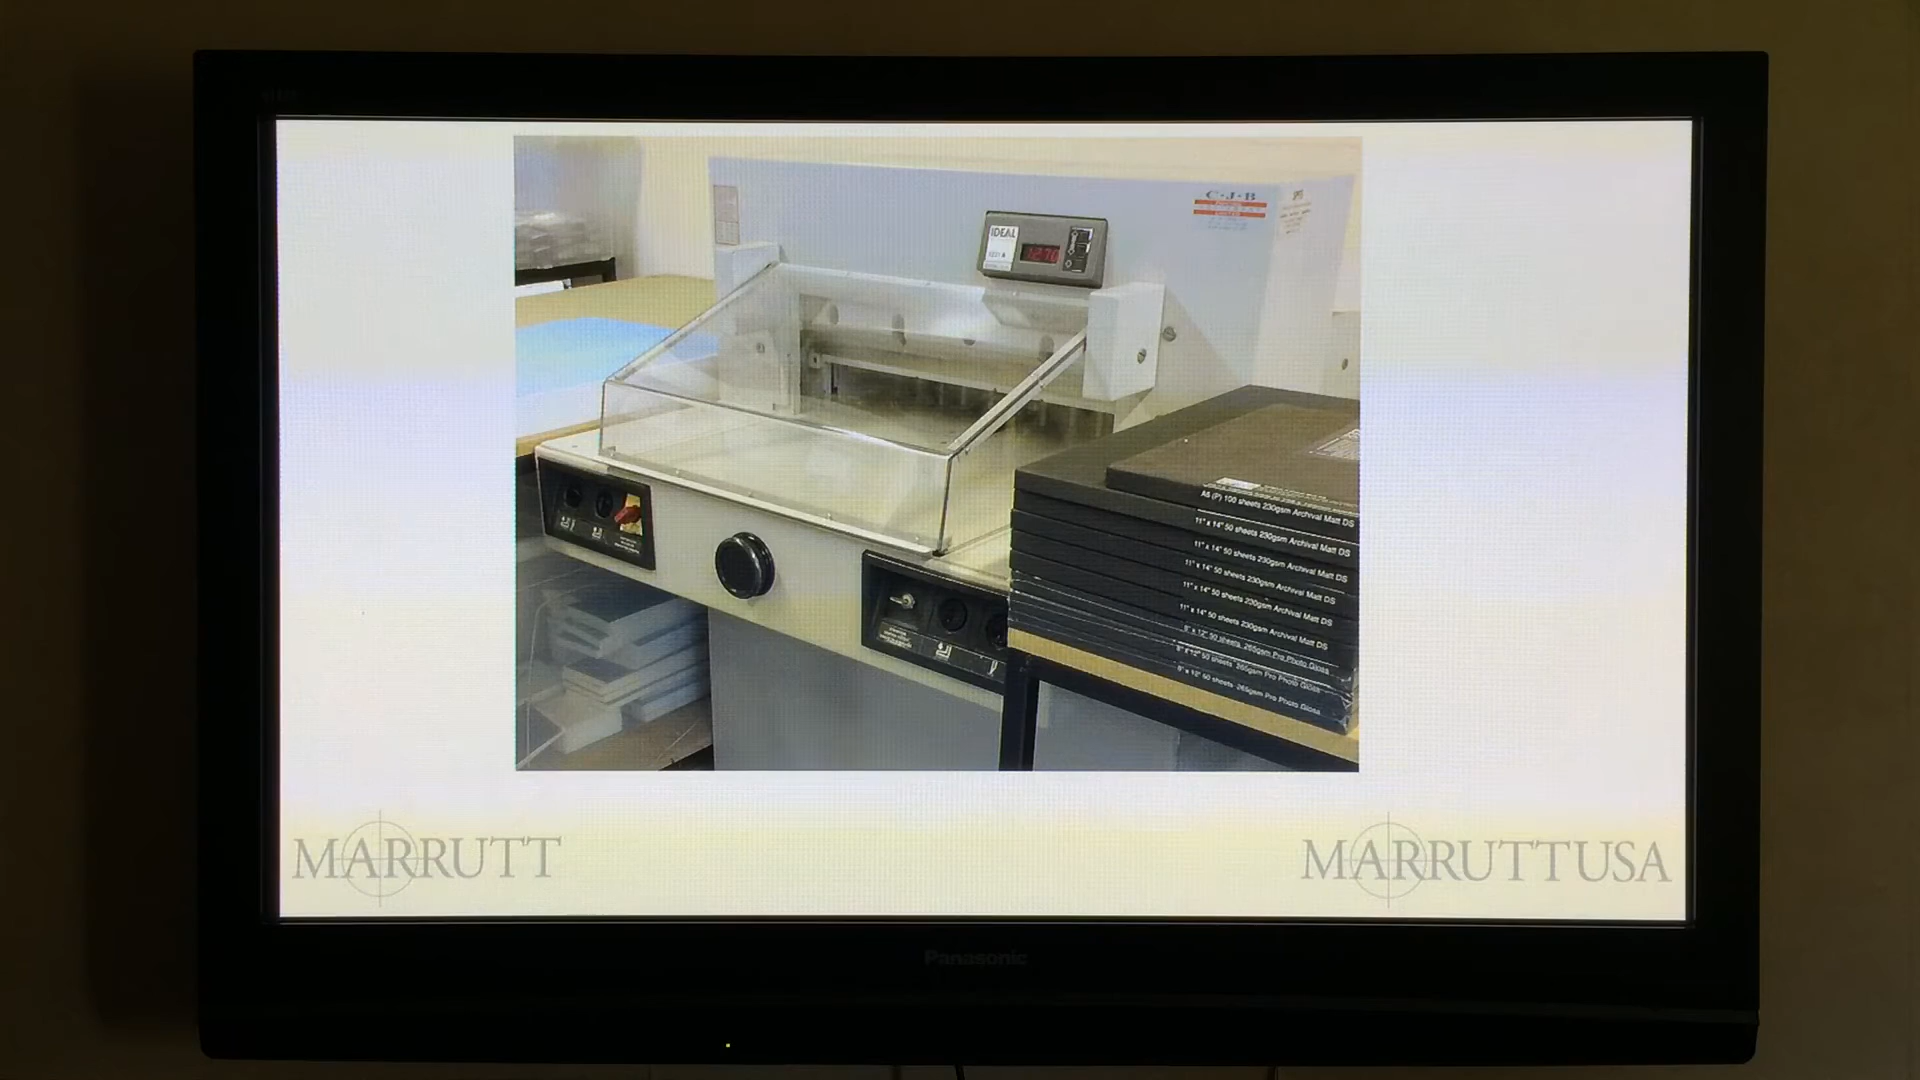 C·J·B
IDEAL
A5 (P) 100 sheets 230gsm Archival Matt DS
11" x 14" 50 sheets 230gsm Archival Matt DS
11" x 14" 50 sheets 230gsm Archival Matt DS
11" x 14" 50 sheets 230gsm Archival Matt DS
11" x 14" 50 sheets 230gsm Archival Matt DS
11" x 14" 50 sheets 230gsm Archival Matt DS
8" x 12" 50 sheets 265gsm Pro Photo Gloss
8" x 12" 50 sheets 265gsm Pro Photo Gloss
8" x 12" 50 sheets 265gsm Pro Photo Gloss
MARRUTT
MARRUTTUSA
Panasonic